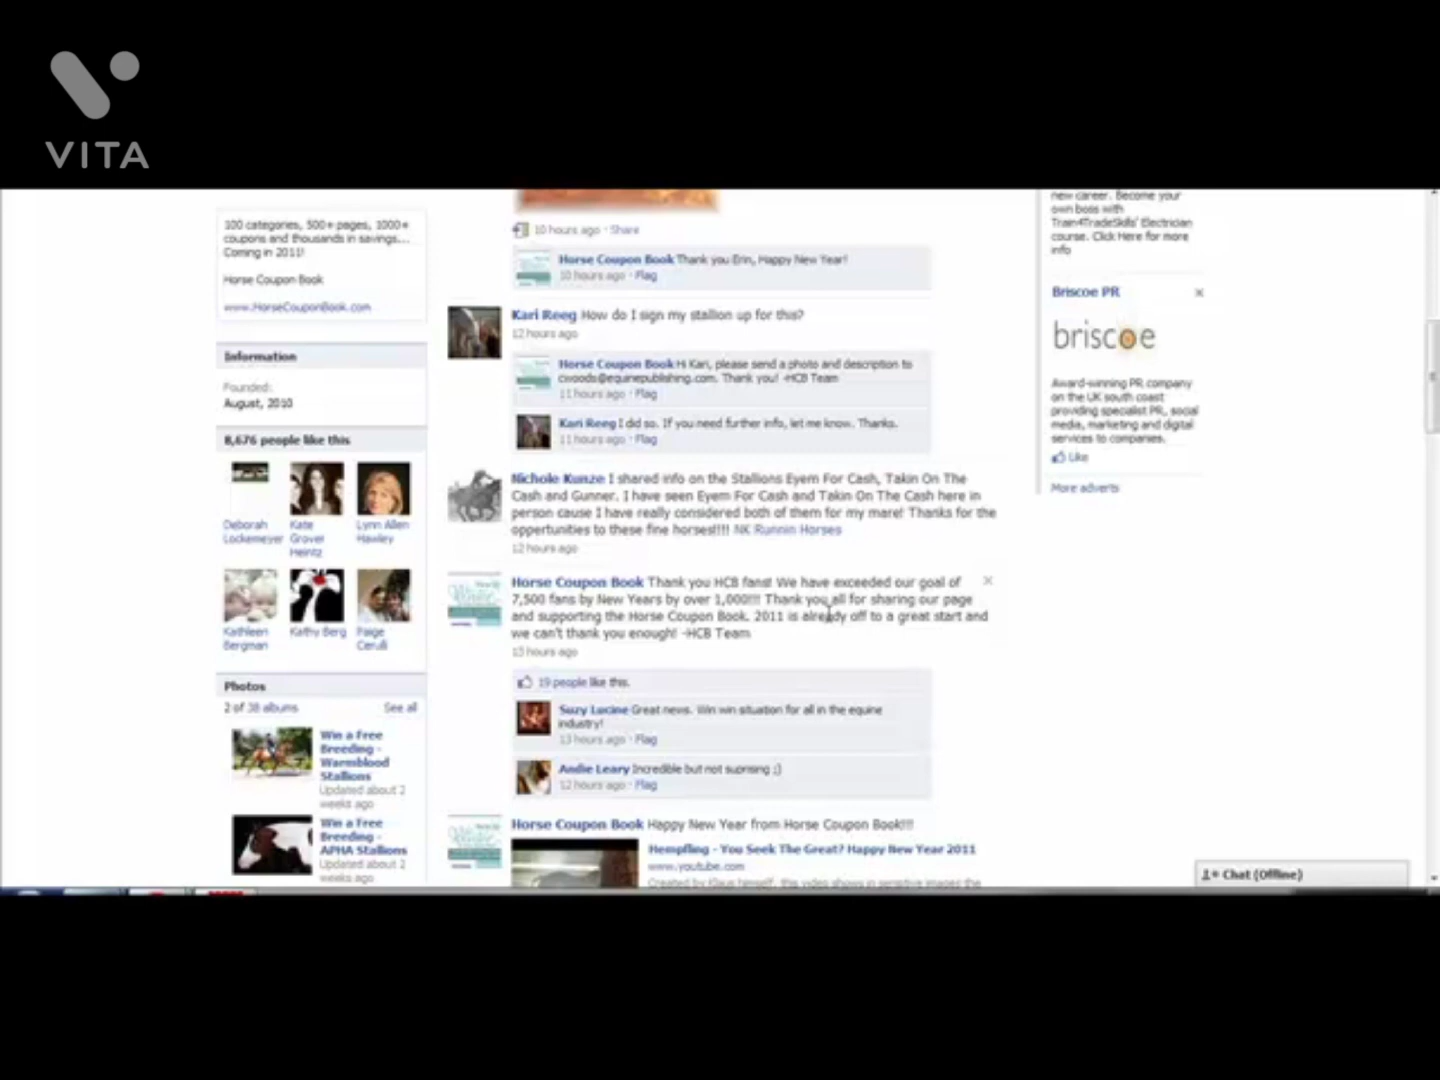 VITA
100 categories, 500+ pages, 1000+
coupons and thousands in savings...
Coming in 2011!
Horse Coupon Book
www.HorseCouponBook.com
Information
Founded:
August, 2010
8,676 people like this
Deborah
Lockemeyer
Kate
Grover
Heintz
Lynn Allen
Hawley
Kathleen
Bergman
Kathy Berg
Paige
Cerulli
Photos
2 of 38 albums
See all
Win a Free
Breeding -
Warmblood
Stallions
Updated about 2
weeks ago
Win a Free
Breeding -
APHA Stallions
Updated about 2
weeks ago
10 hours ago · Share
Horse Coupon Book Thank you Erin, Happy New Year!
10 hours ago · Flag
Kari Reeg How do I sign my stallion up for this?
12 hours ago
Horse Coupon Book Hi Kari, please send a photo and description to
cwoods@equinepublishing.com. Thank you! -HCB Team
11 hours ago · Flag
Kari Reeg I did so. If you need further info, let me know. Thanks.
11 hours ago · Flag
Nichole Kunze I shared info on the Stallions Eyem For Cash, Takin On The
Cash and Gunner. I have seen Eyem For Cash and Takin On The Cash here in
person cause I have really considered both of them for my mare! Thanks for the
opportunities to these fine horses!!!! NK Runnin Horses
12 hours ago
Horse Coupon Book Thank you HCB fans! We have exceeded our goal of
7,500 fans by New Years by over 1,000!!!! Thank you all for sharing our page
and supporting the Horse Coupon Book. 2011 is already off to a great start and
we can't thank you enough! -HCB Team
13 hours ago
19 people like this.
Suzy Lucine Great news. Win win situation for all in the equine
industry!
13 hours ago · Flag
Andie Leary Incredible but not suprising ;)
12 hours ago · Flag
Horse Coupon Book Happy New Year from Horse Coupon Book!!!
Hempfling - You Seek The Great? Happy New Year 2011
www.youtube.com
Created by Klaus himself, this video shows in sensitive images the
new career. Become your
own boss with
Train4TradeSkills' Electrician
course. Click Here for more
info
Briscoe PR
briscoe
Award-winning PR company
on the UK south coast
providing specialist PR, social
media, marketing and digital
services to companies.
Like
More adverts
Chat (Offline)